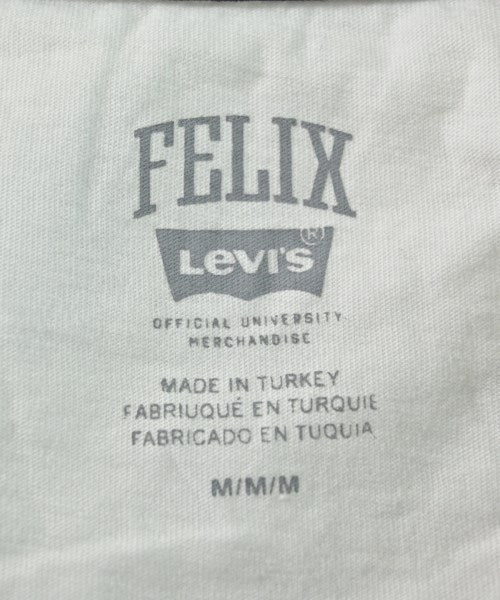 FELIX
Levi's®
OFFICIAL UNIVERSITY
MERCHANDISE
MADE IN TURKEY
FABRIUQUÉ EN TURQUIE
FABRICADO EN TUQUIA
M/M/M